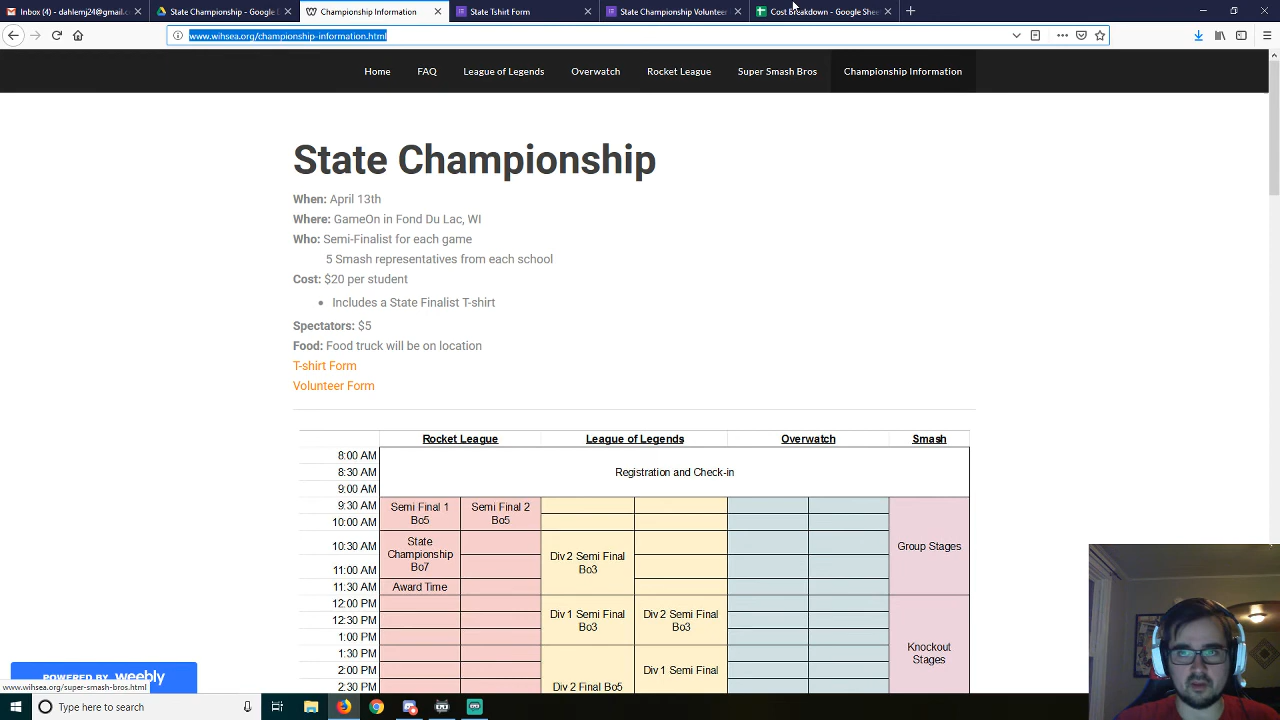 Inbox (4) - dahlemj24@gmail.c
State Championship - Google
Championship Information
State Tshirt Form
State Championship Volunteer
Cost Breakdown - Google Shee
www.wihsea.org/championship-information.html
Home FAQ League of Legends Overwatch Rocket League Super Smash Bros Championship Information
State Championship
When: April 13th
Where: GameOn in Fond Du Lac, WI
Who: Semi-Finalist for each game
5 Smash representatives from each school
Cost: $20 per student
• Includes a State Finalist T-shirt
Spectators: $5
Food: Food truck will be on location
T-shirt Form
Volunteer Form
Rocket League League of Legends Overwatch Smash
8:00 AM
8:30 AM Registration and Check-in
9:00 AM
9:30 AM Semi Final 1 Semi Final 2
10:00 AM Bo5 Bo5
10:30 AM State Championship Bo7 Div 2 Semi Final Bo3 Group Stages
11:00 AM
11:30 AM Award Time
12:00 PM
12:30 PM Div 1 Semi Final Bo3 Div 2 Semi Final Bo3
1:00 PM
1:30 PM Knockout Stages
2:00 PM Div 1 Semi Final
2:30 PM Div 2 Final Bo5
POWERED BY weebly
www.wihsea.org/super-smash-bros.html
Type here to search